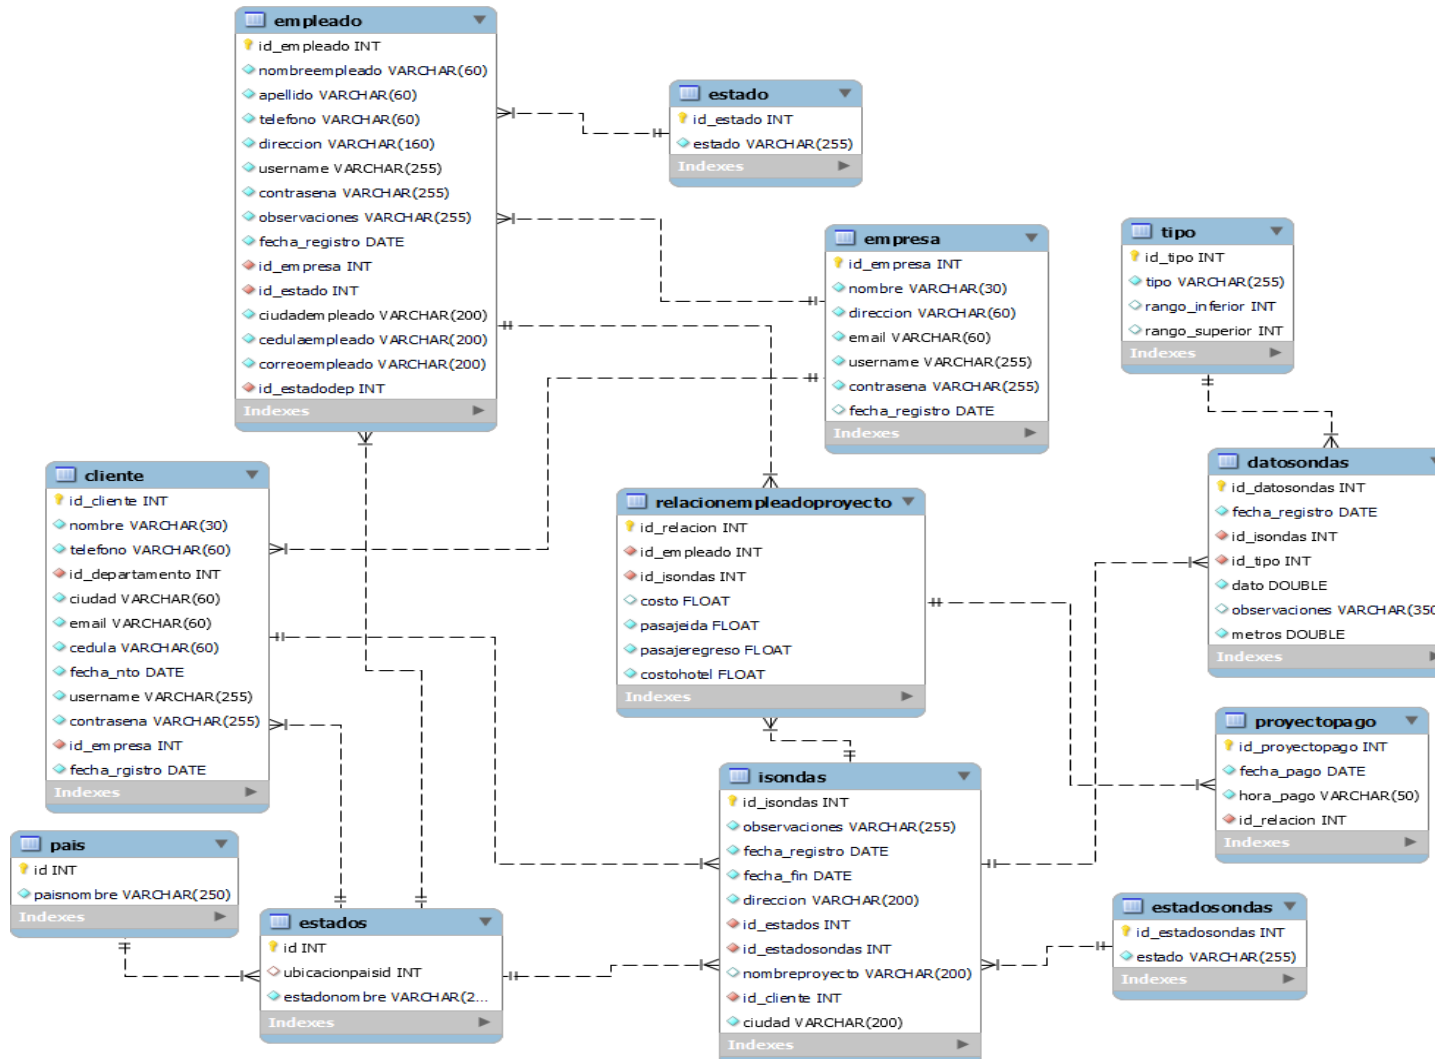 empleado
id_empleado INT
nombreempleado VARCHAR(60)
apellido VARCHAR(60)
telefono VARCHAR(60)
direccion VARCHAR(160)
username VARCHAR(255)
contrasena VARCHAR(255)
observaciones VARCHAR(255)
fecha_registro DATE
id_empresa INT
id_estado INT
ciudadempleado VARCHAR(200)
cedulaempleado VARCHAR(200)
correoempleado VARCHAR(200)
id_estadodep INT
Indexes
estado
id_estado INT
estado VARCHAR(255)
Indexes
empresa
id_empresa INT
nombre VARCHAR(30)
direccion VARCHAR(60)
email VARCHAR(60)
username VARCHAR(255)
contrasena VARCHAR(255)
fecha_registro DATE
Indexes
tipo
id_tipo INT
tipo VARCHAR(255)
rango_inferior INT
rango_superior INT
Indexes
cliente
id_cliente INT
nombre VARCHAR(30)
telefono VARCHAR(60)
id_departamento INT
ciudad VARCHAR(60)
email VARCHAR(60)
cedula VARCHAR(60)
fecha_nto DATE
username VARCHAR(255)
contrasena VARCHAR(255)
id_empresa INT
fecha_rgistro DATE
Indexes
relacionempleadoproyecto
id_relacion INT
id_empleado INT
id_isondas INT
costo FLOAT
pasajeida FLOAT
pasajeregreso FLOAT
costohotel FLOAT
Indexes
datosondas
id_datosondas INT
fecha_registro DATE
id_isondas INT
id_tipo INT
dato DOUBLE
observaciones VARCHAR(350
metros DOUBLE
Indexes
proyectopago
id_proyectopago INT
fecha_pago DATE
hora_pago VARCHAR(50)
id_relacion INT
Indexes
pais
id INT
paisnombre VARCHAR(250)
Indexes
estados
id INT
ubicacionpaisid INT
estadonombre VARCHAR(2...
Indexes
isondas
id_isondas INT
observaciones VARCHAR(255)
fecha_registro DATE
fecha_fin DATE
direccion VARCHAR(200)
id_estados INT
id_estadosondas INT
nombreproyecto VARCHAR(200)
id_cliente INT
ciudad VARCHAR(200)
Indexes
estadosondas
id_estadosondas INT
estado VARCHAR(255)
Indexes